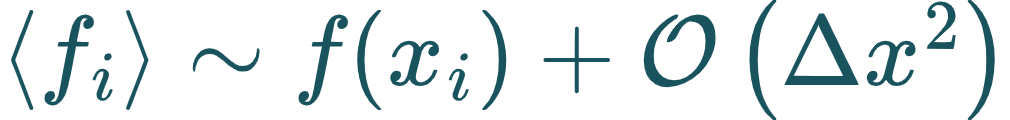 ⟨f_i⟩ ∼ f(x_i) + 𝒪(Δx²)